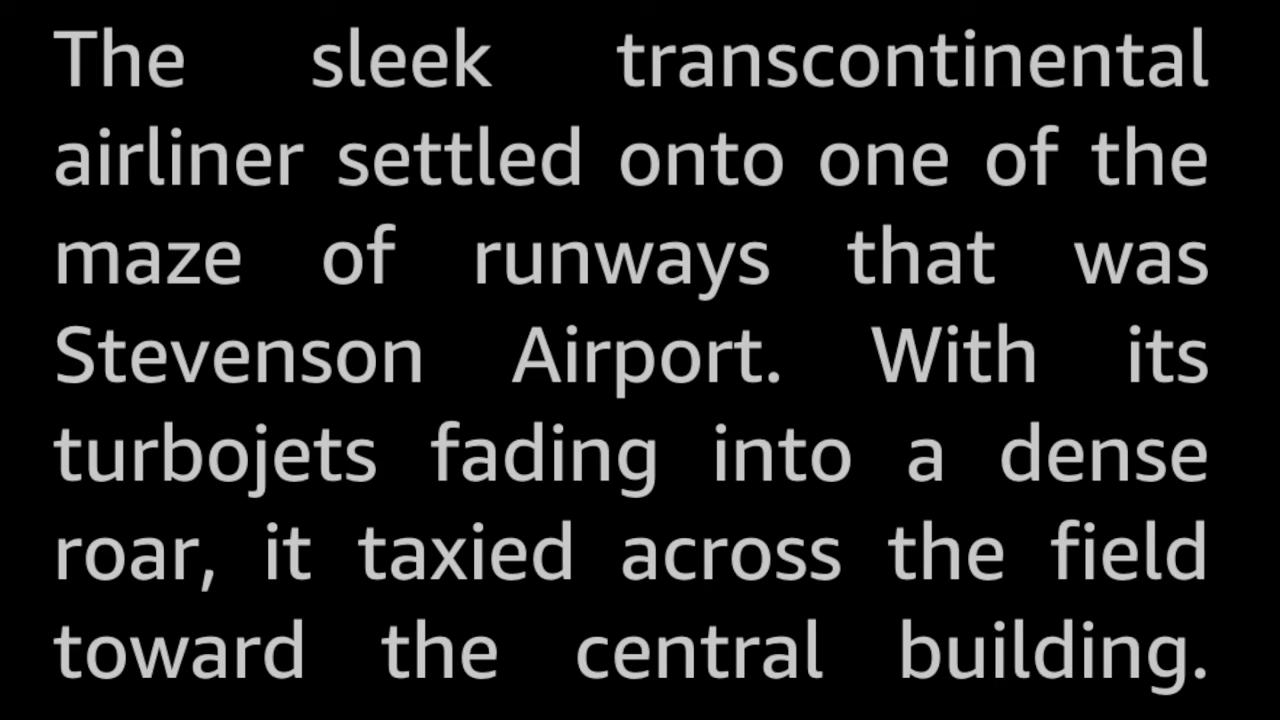 The sleek transcontinental
airliner settled onto one of the
maze of runways that was
Stevenson Airport. With its
turbojets fading into a dense
roar, it taxied across the field
toward the central building.